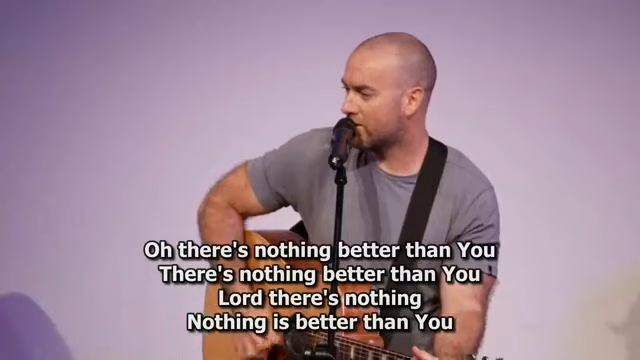 Oh there's nothing better than You
There's nothing better than You
Lord there's nothing
Nothing is better than You